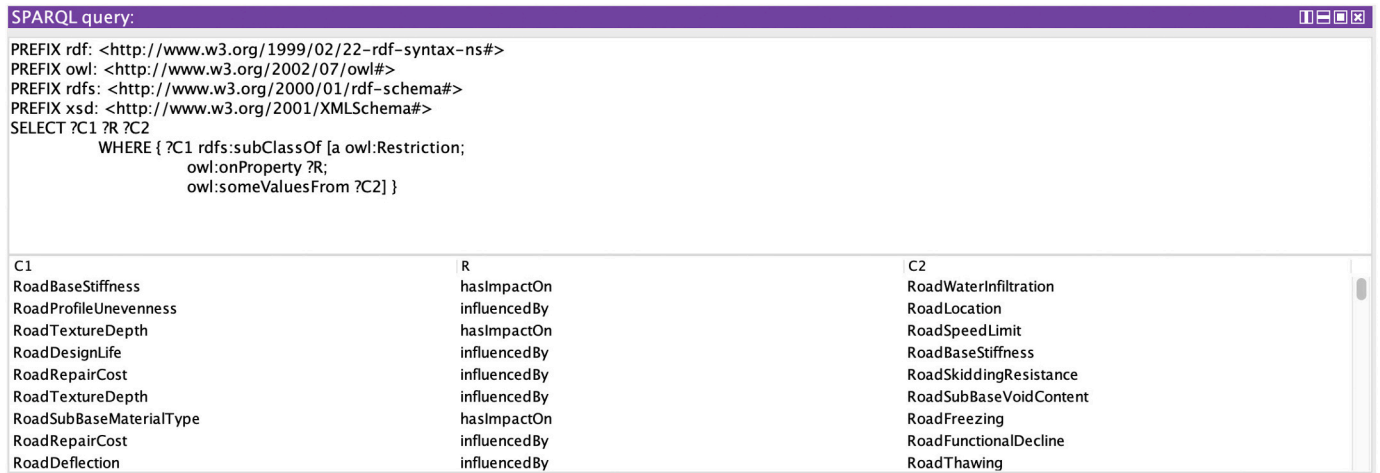 SPARQL query:
PREFIX rdf: <http://www.w3.org/1999/02/22-rdf-syntax-ns#>
PREFIX owl: <http://www.w3.org/2002/07/owl#>
PREFIX rdfs: <http://www.w3.org/2000/01/rdf-schema#>
PREFIX xsd: <http://www.w3.org/2001/XMLSchema#>
SELECT ?C1 ?R ?C2
WHERE { ?C1 rdfs:subClassOf [a owl:Restriction;
owl:onProperty ?R;
owl:someValuesFrom ?C2] }
C1 R C2
RoadBaseStiffness hasImpactOn RoadWaterInfiltration
RoadProfileUnevenness influencedBy RoadLocation
RoadTextureDepth hasImpactOn RoadSpeedLimit
RoadDesignLife influencedBy RoadBaseStiffness
RoadRepairCost influencedBy RoadSkiddingResistance
RoadTextureDepth influencedBy RoadSubBaseVoidContent
RoadSubBaseMaterialType hasImpactOn RoadFreezing
RoadRepairCost influencedBy RoadFunctionalDecline
RoadDeflection influencedBy RoadThawing